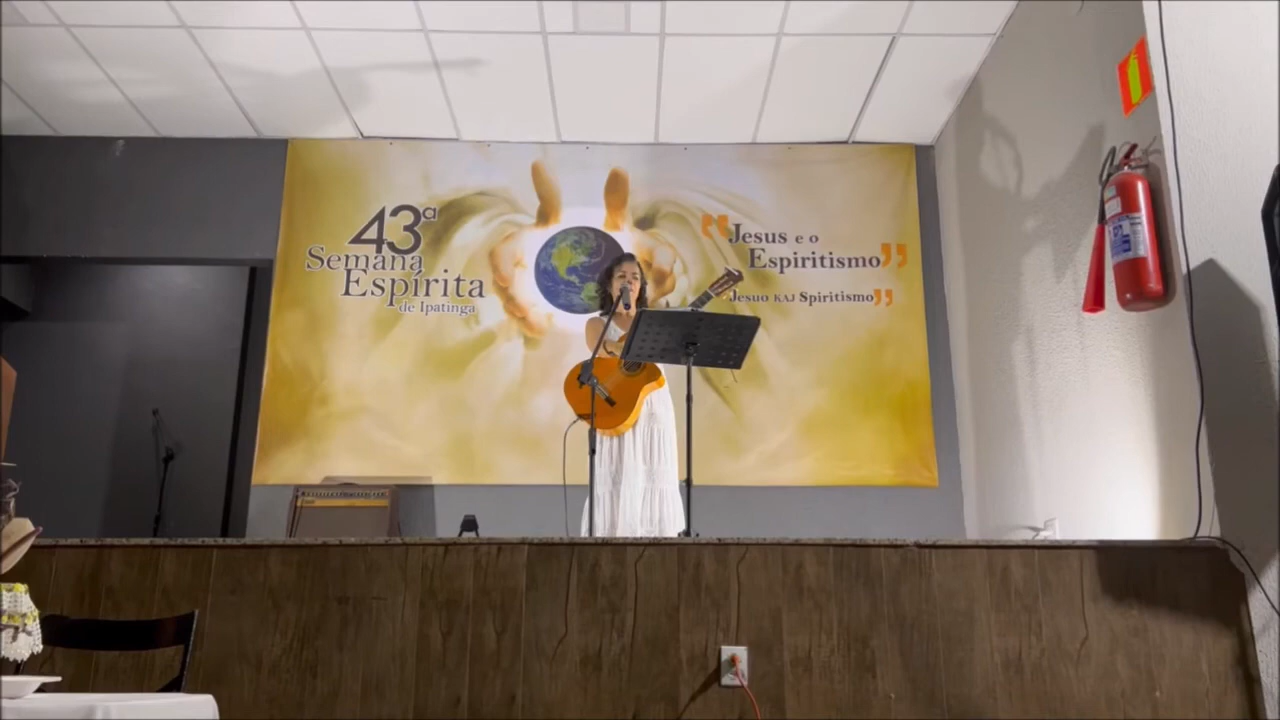 43ª
Semana
Espírita
de Ipatinga
"Jesus e o
Espiritismo"
Jesuo KAJ Spiritismo"